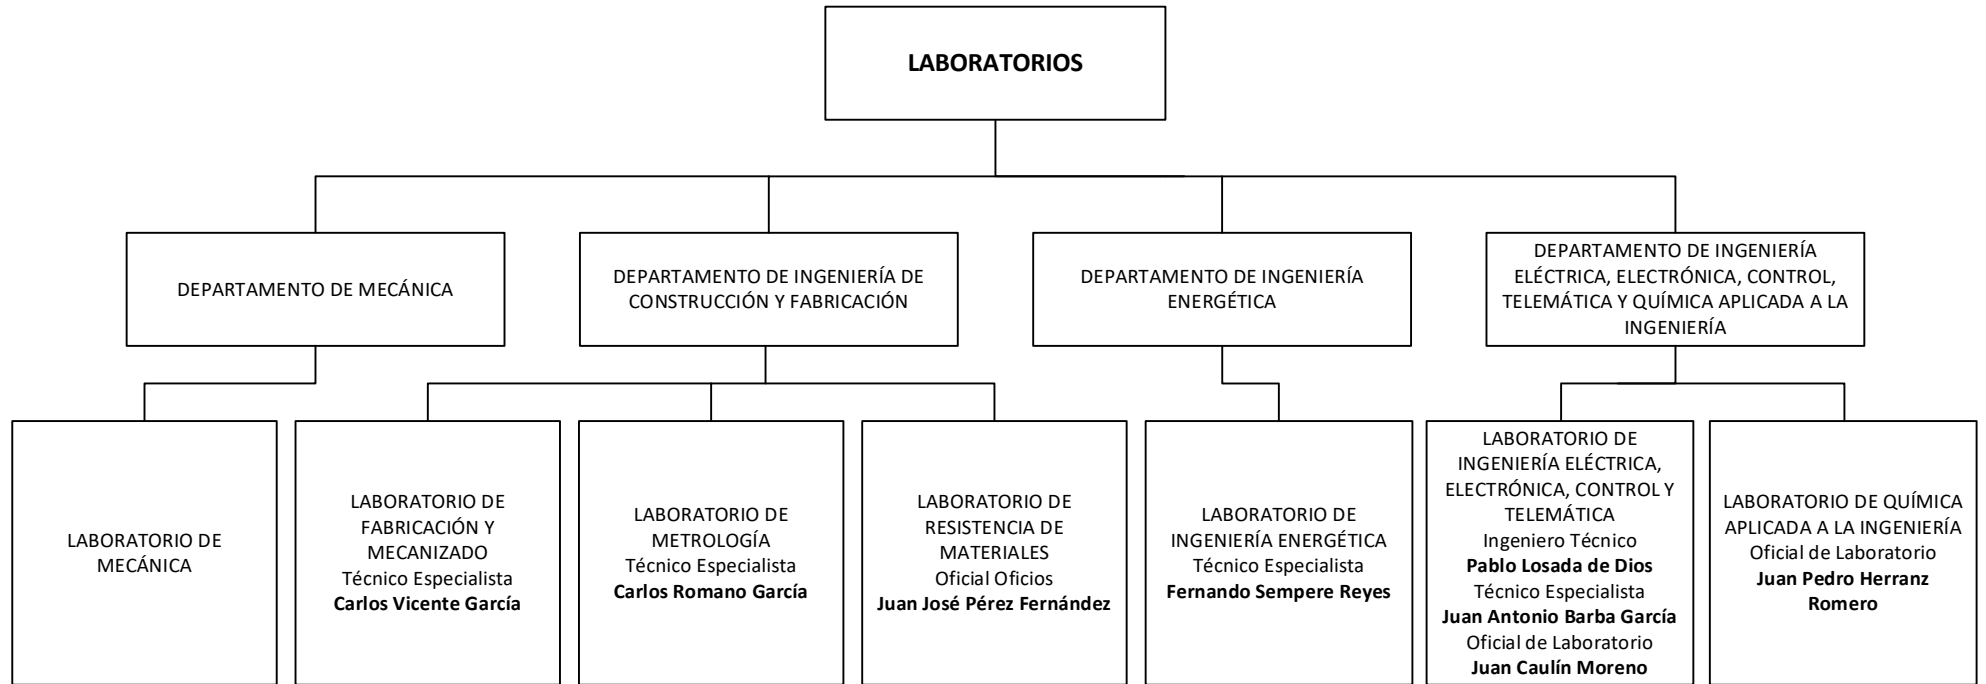 LABORATORIOS
DEPARTAMENTO DE MECÁNICA
DEPARTAMENTO DE INGENIERÍA DE
CONSTRUCCIÓN Y FABRICACIÓN
DEPARTAMENTO DE INGENIERÍA
ENERGÉTICA
DEPARTAMENTO DE INGENIERÍA
ELÉCTRICA, ELECTRÓNICA, CONTROL,
TELEMÁTICA Y QUÍMICA APLICADA A LA
INGENIERÍA
LABORATORIO DE
MECÁNICA
LABORATORIO DE
FABRICACIÓN Y
MECANIZADO
Técnico Especialista
Carlos Vicente García
LABORATORIO DE
METROLOGÍA
Técnico Especialista
Carlos Romano García
LABORATORIO DE
RESISTENCIA DE
MATERIALES
Oficial Oficios
Juan José Pérez Fernández
LABORATORIO DE
INGENIERÍA ENERGÉTICA
Técnico Especialista
Fernando Sempere Reyes
LABORATORIO DE
INGENIERÍA ELÉCTRICA,
ELECTRÓNICA, CONTROL Y
TELEMÁTICA
Ingeniero Técnico
Pablo Losada de Dios
Técnico Especialista
Juan Antonio Barba García
Oficial de Laboratorio
Juan Caulín Moreno
LABORATORIO DE QUÍMICA
APLICADA A LA INGENIERÍA
Oficial de Laboratorio
Juan Pedro Herranz
Romero